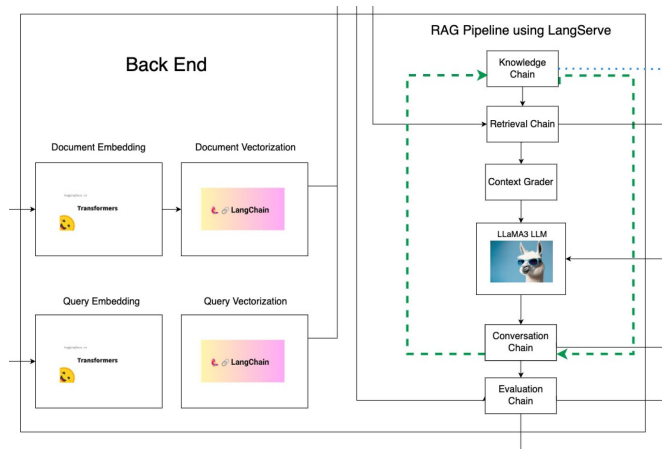 RAG Pipeline using LangServe
Back End
Knowledge
Chain
Retrieval Chain
Context Grader
LLaMA3 LLM
Conversation
Chain
Evaluation
Chain
Document Embedding
Document Vectorization
Transformers
LangChain
Query Embedding
Query Vectorization
Transformers
LangChain